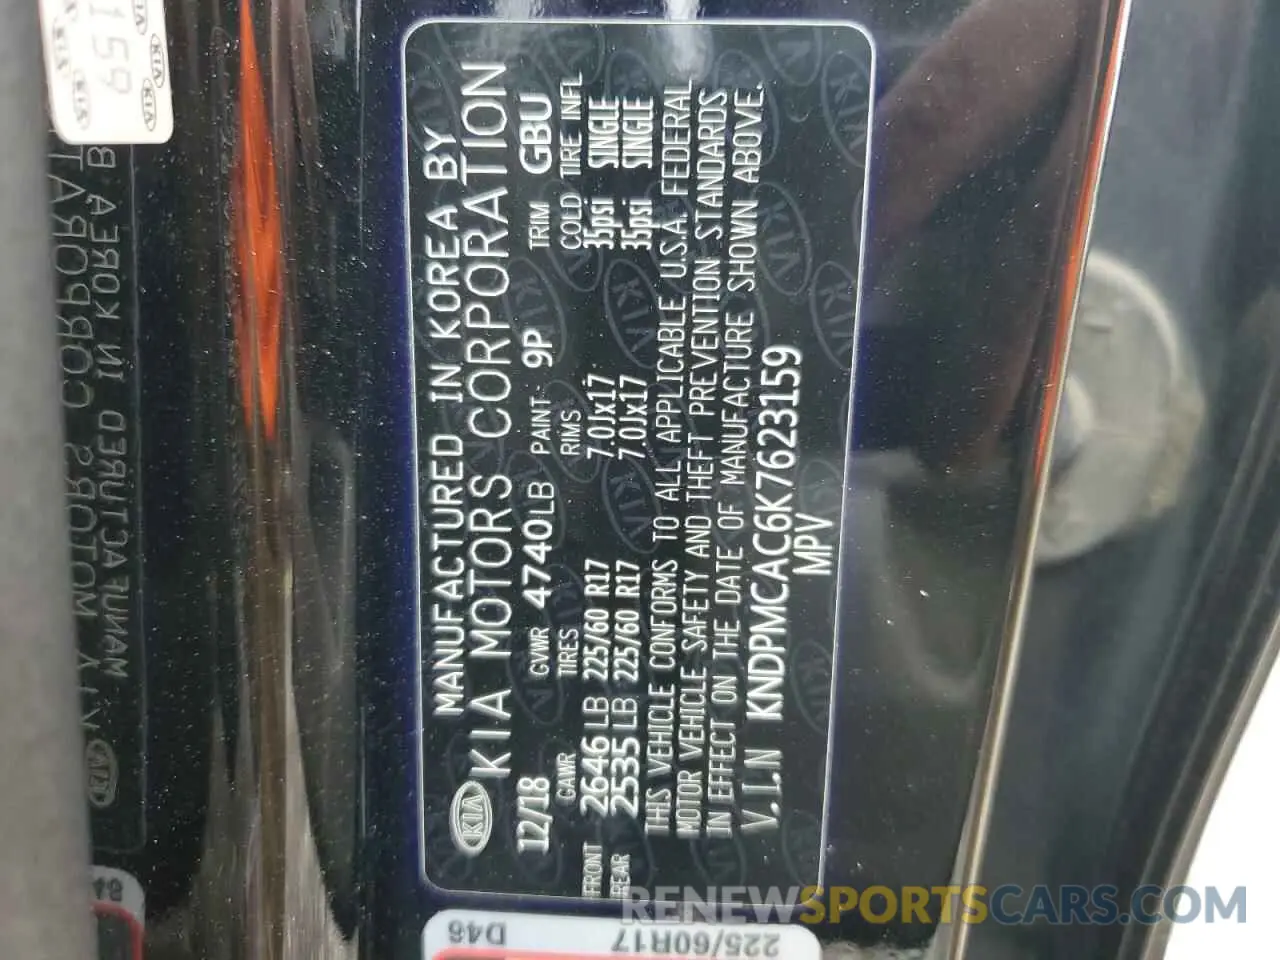 MANUFACTURED IN KOREA BY
KIA KIA MOTORS CORPORATION
12/18 GVWR 4740LB PAINT: 9P TRIM GBU
GAWR TIRES RIMS COLD TIRE INFL
FRONT 2646LB 225/60 R17 7.0Jx17 35psi SINGLE
REAR 2535LB 225/60 R17 7.0Jx17 35psi SINGLE
THIS VEHICLE CONFORMS TO ALL APPLICABLE U.S.A. FEDERAL
MOTOR VEHICLE SAFETY AND THEFT PREVENTION STANDARDS
IN EFFECT ON THE DATE OF MANUFACTURE SHOWN ABOVE.
V.I.N KNDPMCAC6K7623159
MPV
159
D46
225/60R17
RENEWSPORTSCARS.COM